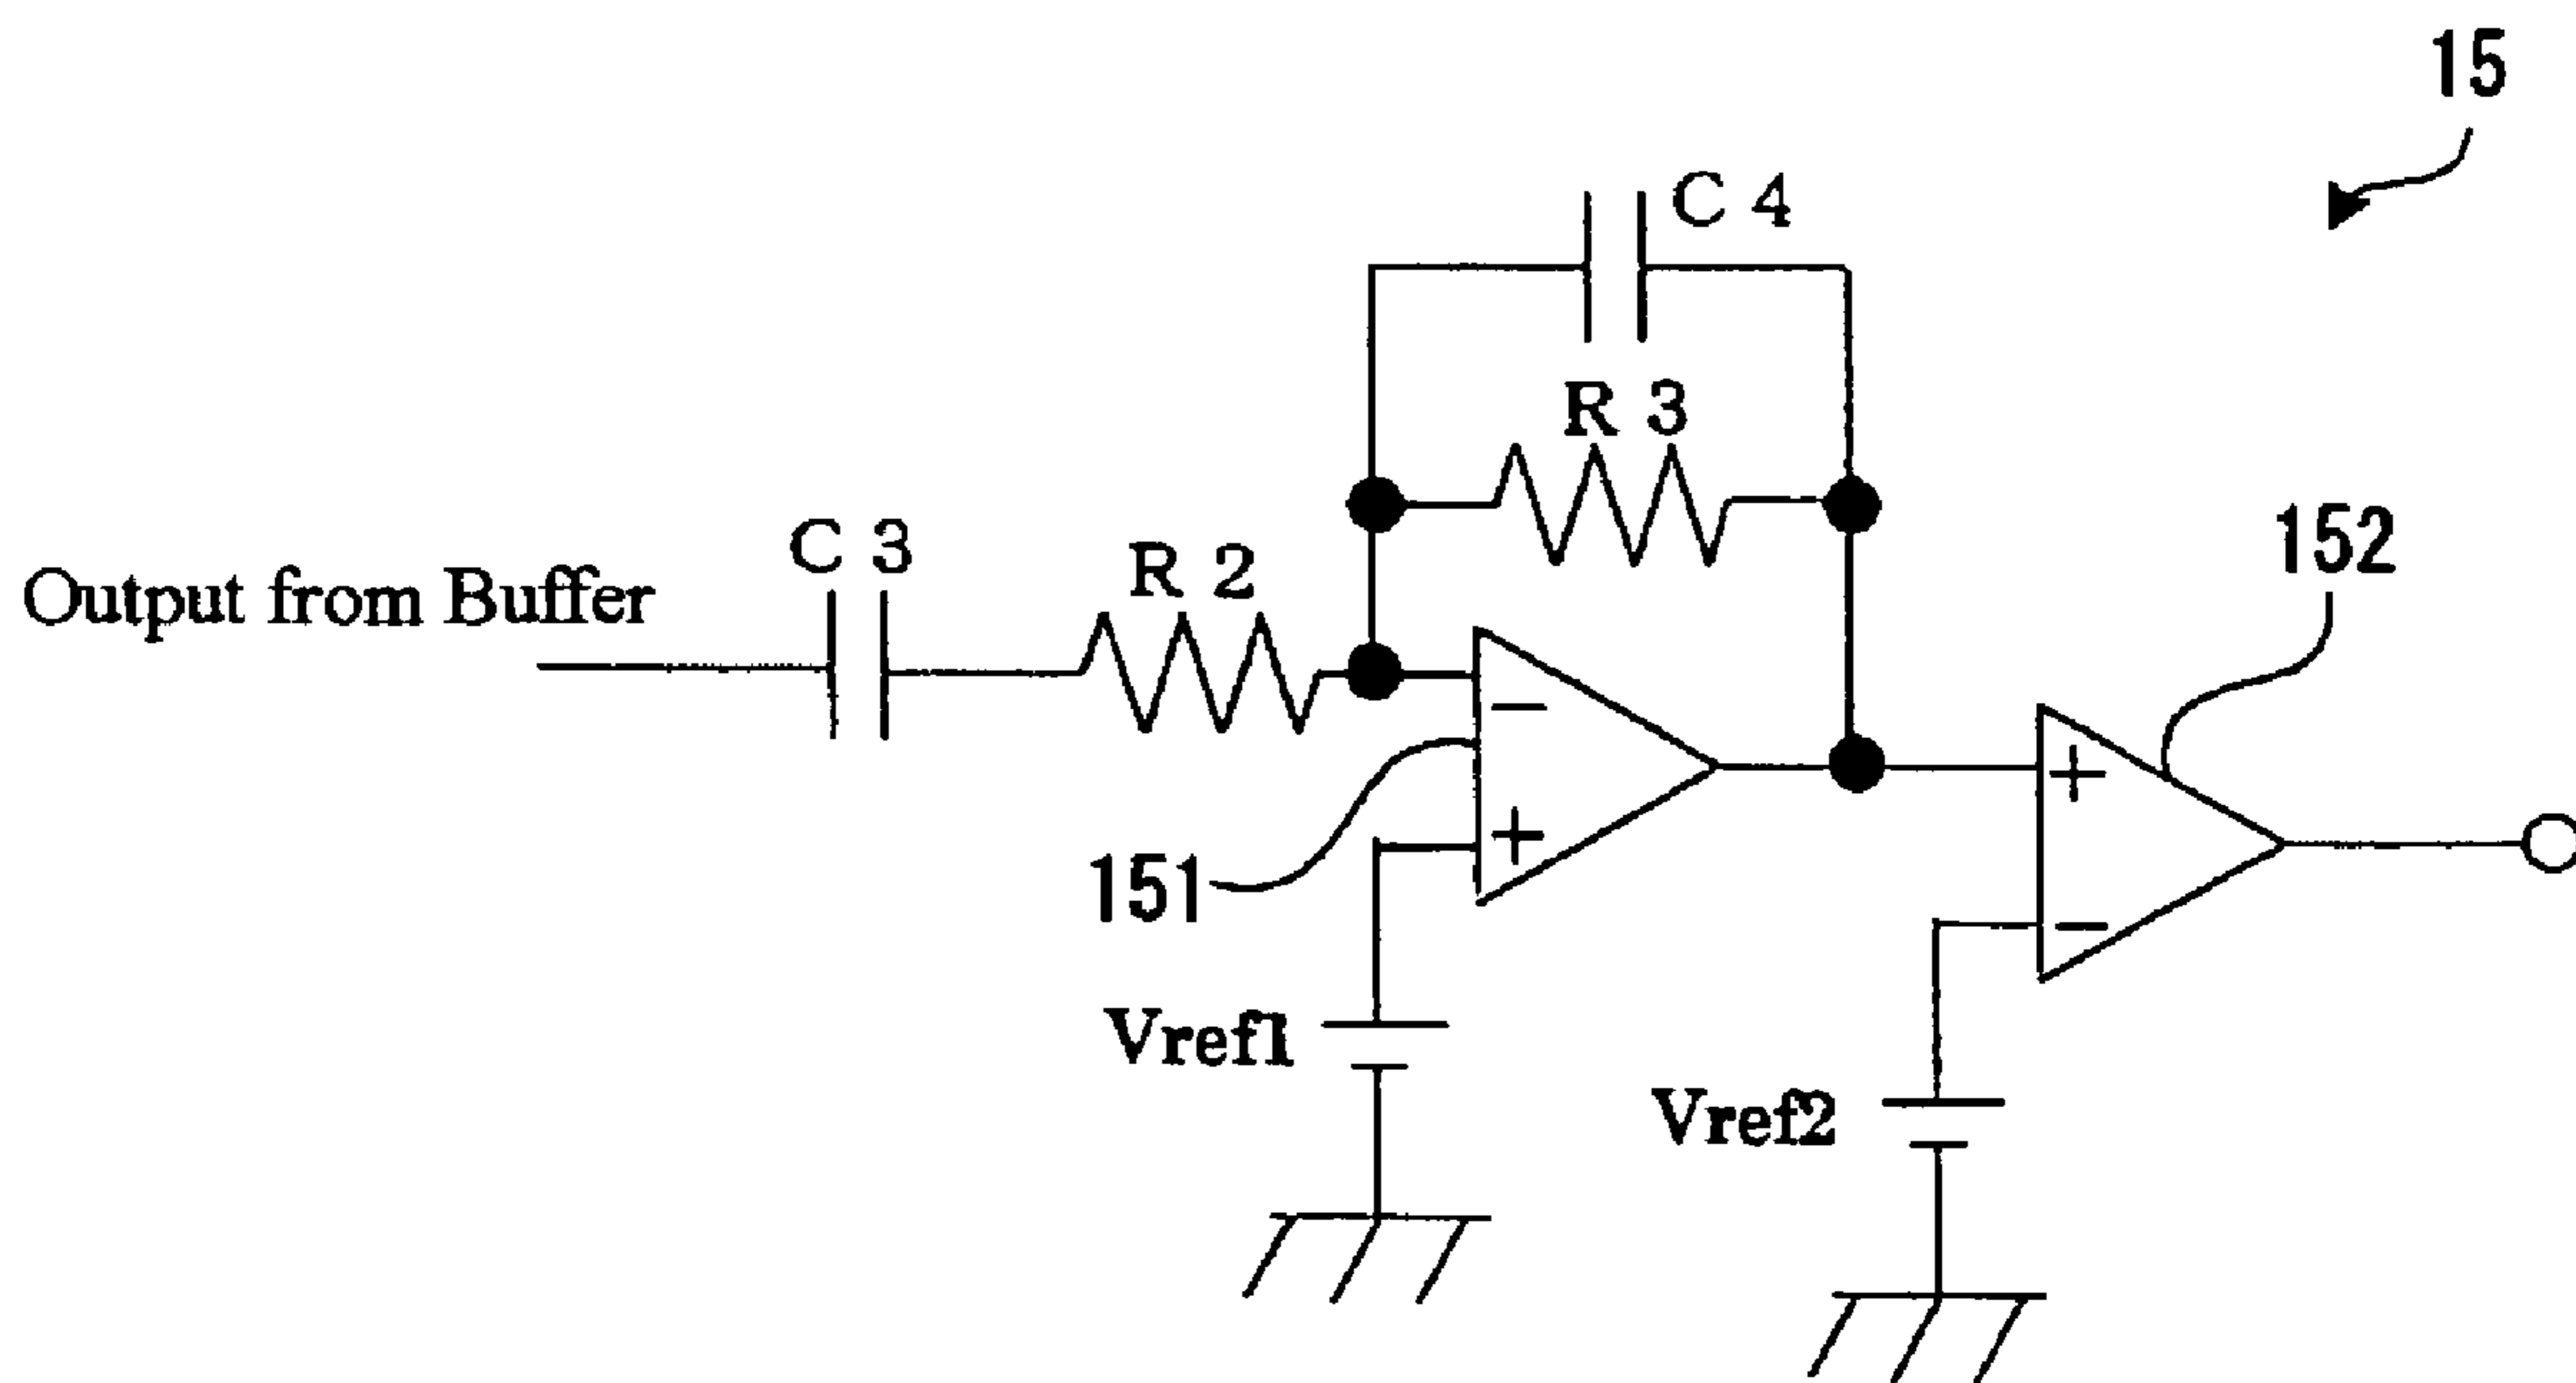 15
C 4
R 3
C 3
R 2
152
Output from Buffer
−
+
151
+
−
Vref1
Vref2